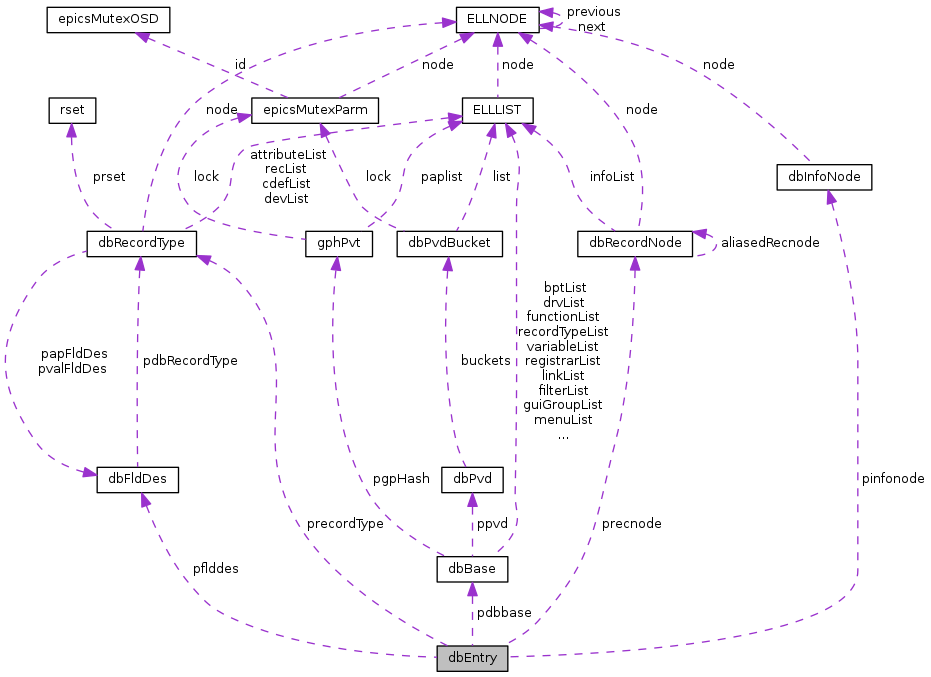 epicsMutexOSD
ELLNODE
previous
next
id
node
node
node
node
rset
node
epicsMutexParm
ELLLIST
attributeList
recList
cdefList
devList
prset
lock
lock
paplist
list
infoList
dbInfoNode
dbRecordType
gphPvt
dbPvdBucket
dbRecordNode
aliasedRecnode
bptList
drvList
functionList
recordTypeList
variableList
registrarList
linkList
filterList
guiGroupList
menuList
...
papFldDes
pvalFldDes
pdbRecordType
buckets
dbFldDes
pgpHash
dbPvd
pinfonode
precordType
ppvd
precnode
pflddes
dbBase
pdbbase
dbEntry